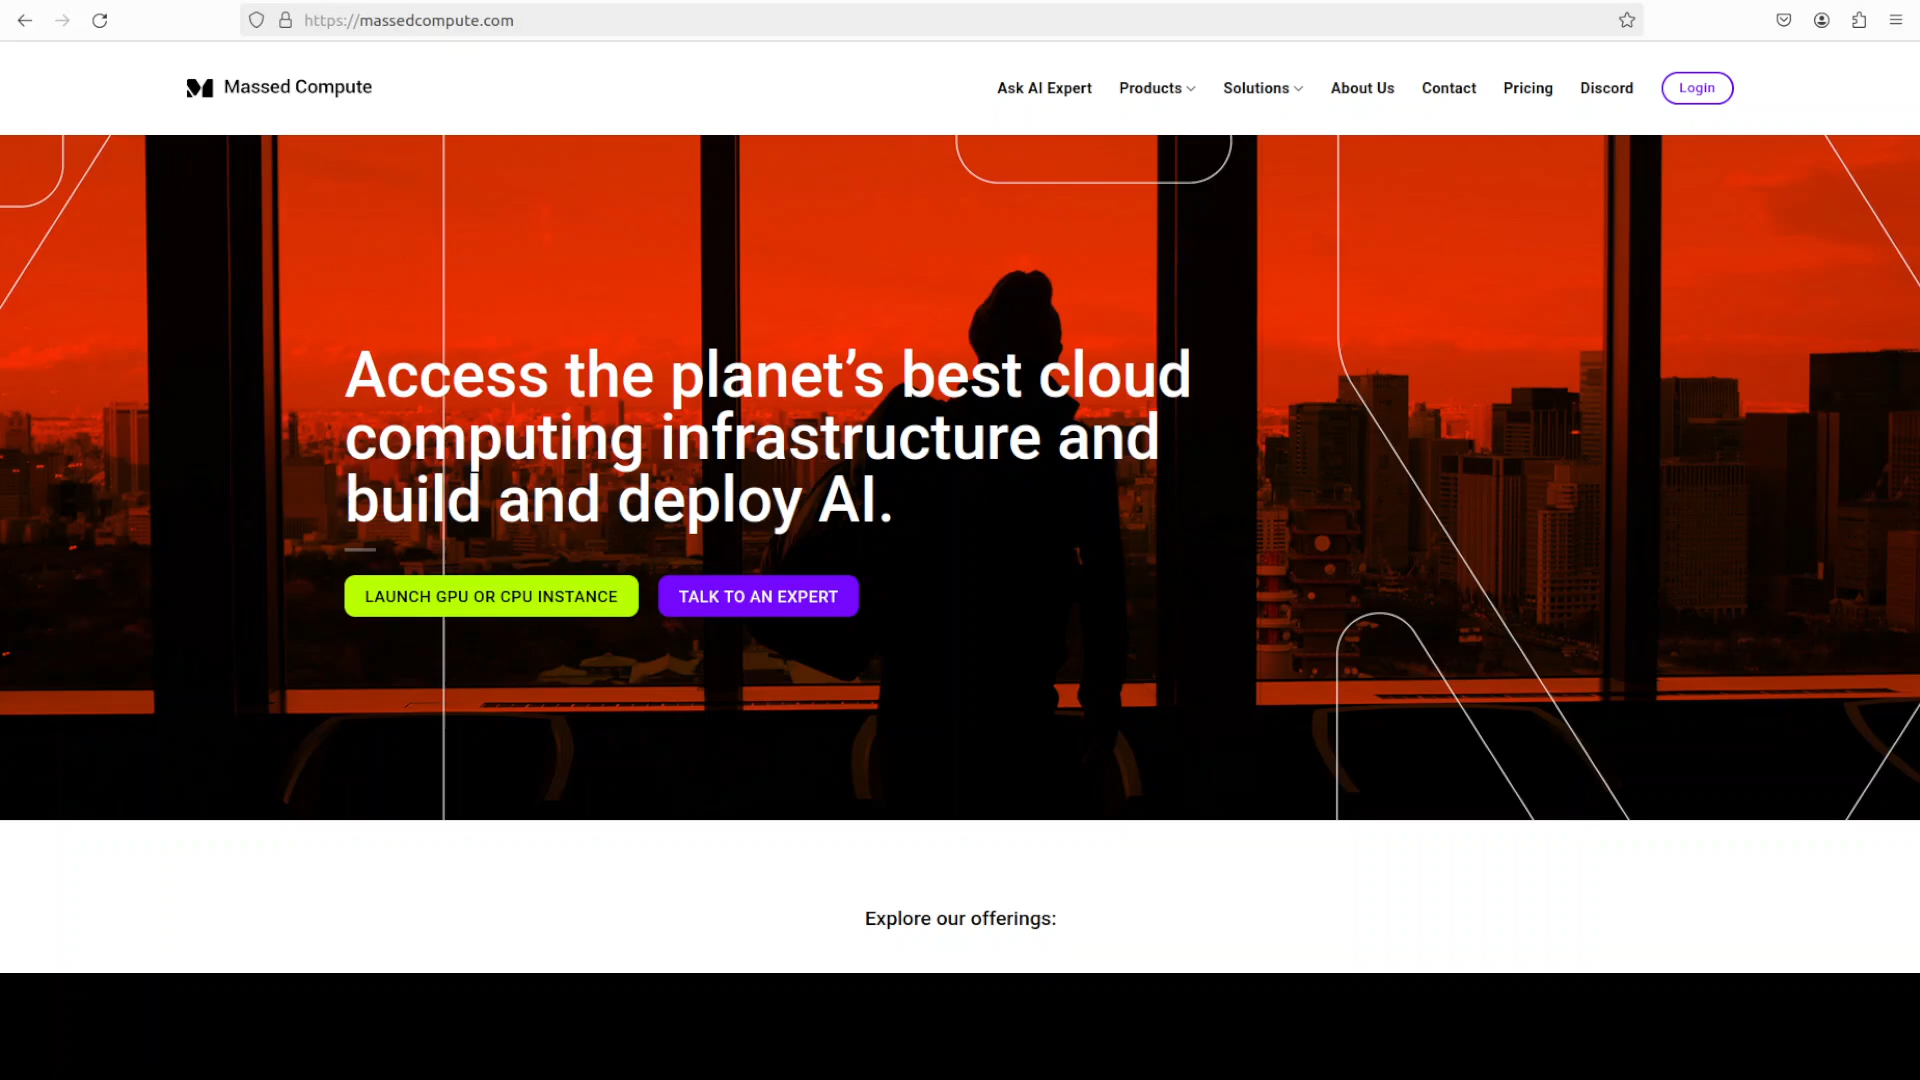 https://massedcompute.com
Massed Compute
Ask AI Expert
Products
Solutions
About Us
Contact
Pricing
Discord
Login
Access the planet’s best cloud
computing infrastructure and
build and deploy AI.
LAUNCH GPU OR CPU INSTANCE
TALK TO AN EXPERT
Explore our offerings: